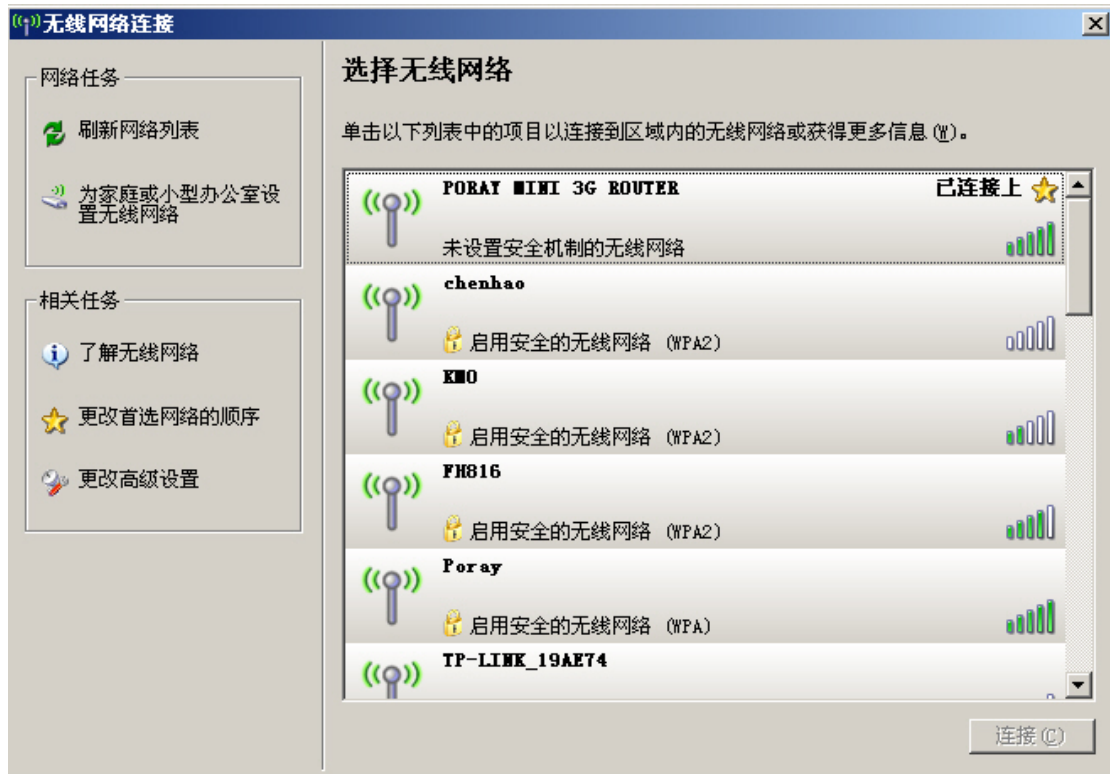 无线网络连接
网络任务
刷新网络列表
为家庭或小型办公室设
置无线网络
相关任务
了解无线网络
更改首选网络的顺序
更改高级设置
选择无线网络
单击以下列表中的项目以连接到区域内的无线网络或获得更多信息(W)。
PORAY MINI 3G ROUTER
已连接上
未设置安全机制的无线网络
chenhao
启用安全的无线网络 (WPA2)
KMO
启用安全的无线网络 (WPA2)
FH816
启用安全的无线网络 (WPA2)
Poray
启用安全的无线网络 (WPA)
TP-LINK_19AE74
连接(C)